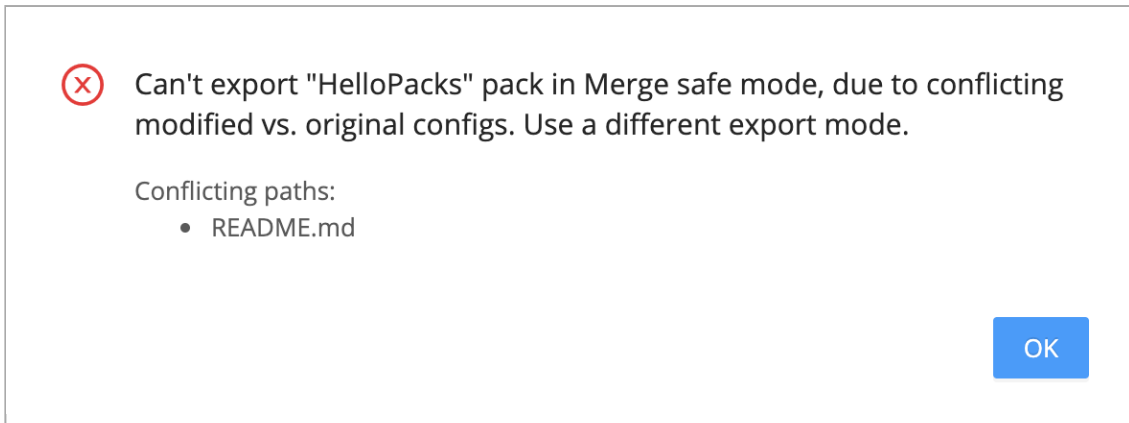 Can't export "HelloPacks" pack in Merge safe mode, due to conflicting
modified vs. original configs. Use a different export mode.
Conflicting paths:
• README.md
OK